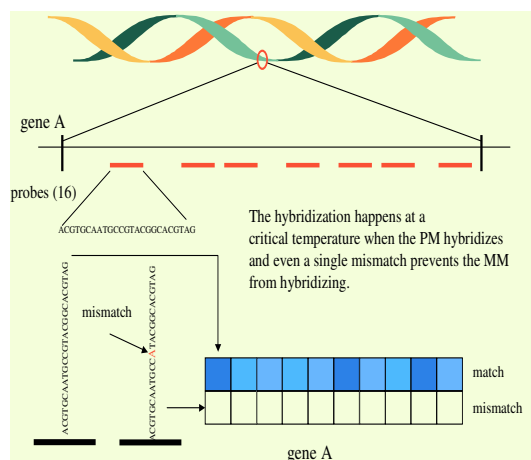 gene A
probes (16)
ACGTGCAATGCCGTACGGCACGTAG
The hybridization happens at a
critical temperature when the PM hybridizes
and even a single mismatch prevents the MM
from hybridizing.
ACGTGCAATGCCGTACGGCACGTAG
mismatch
ACGTGCAATGCCATACGGCACGTAG
match
mismatch
gene A